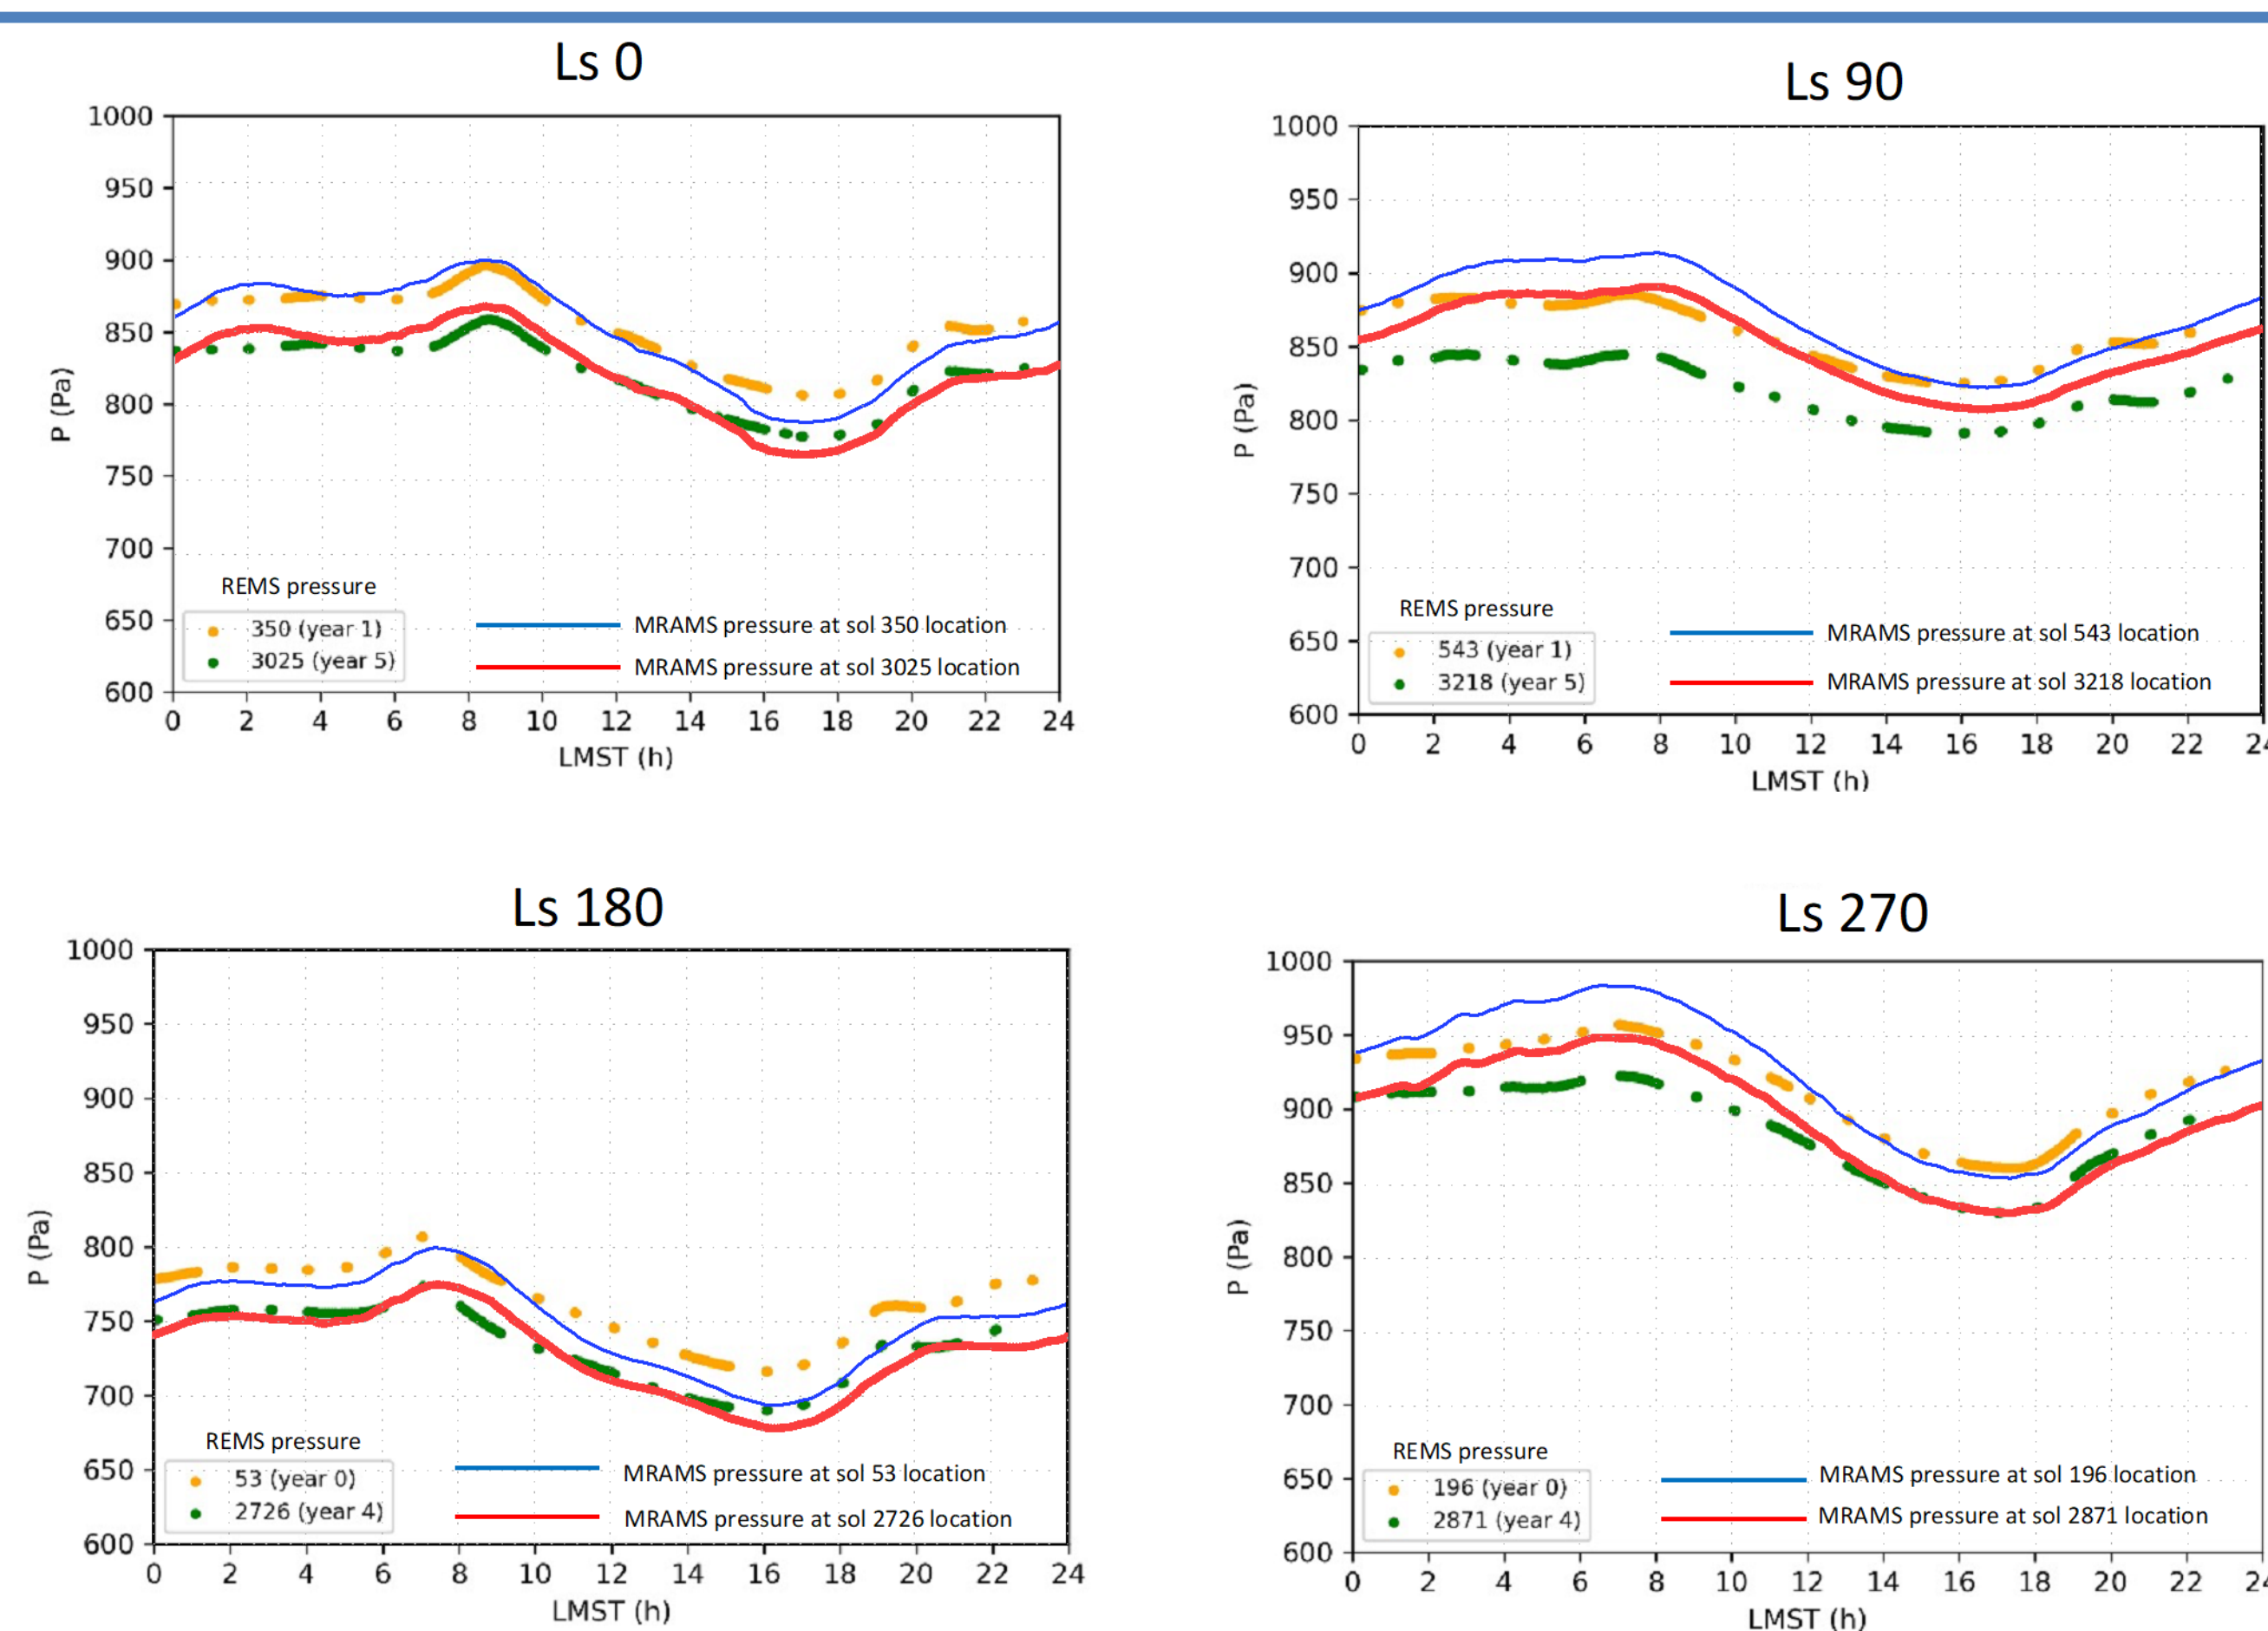 Ls 0
1000
950
900
850
800
750
700
650
600
P (Pa)
REMS pressure
350 (year 1)
3025 (year 5)
MRAMS pressure at sol 350 location
MRAMS pressure at sol 3025 location
0 2 4 6 8 10 12 14 16 18 20 22 24
LMST (h)
Ls 90
1000
950
900
850
800
750
700
650
600
P (Pa)
REMS pressure
543 (year 1)
3218 (year 5)
MRAMS pressure at sol 543 location
MRAMS pressure at sol 3218 location
0 2 4 6 8 10 12 14 16 18 20 22 2
LMST (h)
Ls 180
1000
950
900
850
800
750
700
650
600
P (Pa)
REMS pressure
53 (year 0)
2726 (year 4)
MRAMS pressure at sol 53 location
MRAMS pressure at sol 2726 location
0 2 4 6 8 10 12 14 16 18 20 22 24
LMST (h)
Ls 270
1000
950
900
850
800
750
700
650
600
P (Pa)
REMS pressure
196 (year 0)
2871 (year 4)
MRAMS pressure at sol 196 location
MRAMS pressure at sol 2871 location
0 2 4 6 8 10 12 14 16 18 20 22 2
LMST (h)